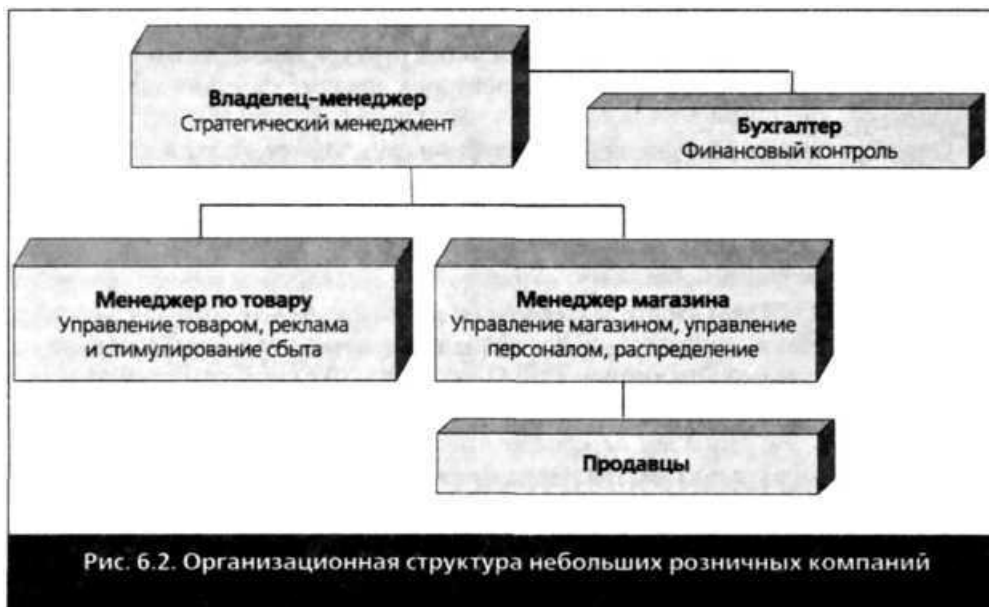 Владелец-менеджер
Стратегический менеджмент
Бухгалтер
Финансовый контроль
Менеджер по товару
Управление товаром, реклама
и стимулирование сбыта
Менеджер магазина
Управление магазином, управление
персоналом, распределение
Продавцы
Рис. 6.2. Организационная структура небольших розничных компаний